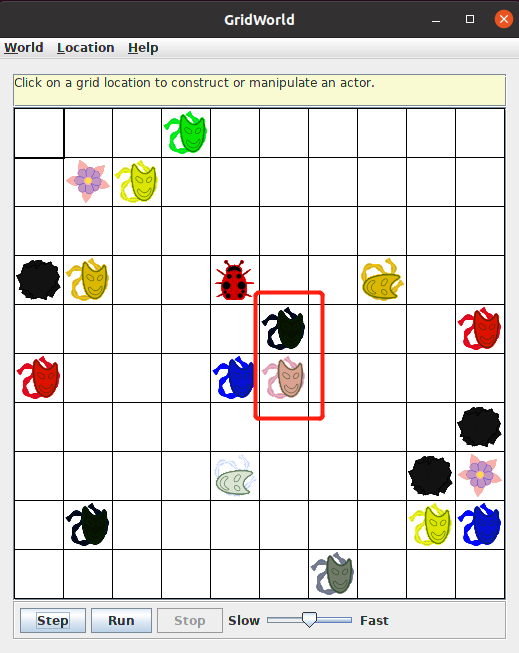 GridWorld
World Location Help
Click on a grid location to construct or manipulate an actor.
Step Run Stop Slow Fast